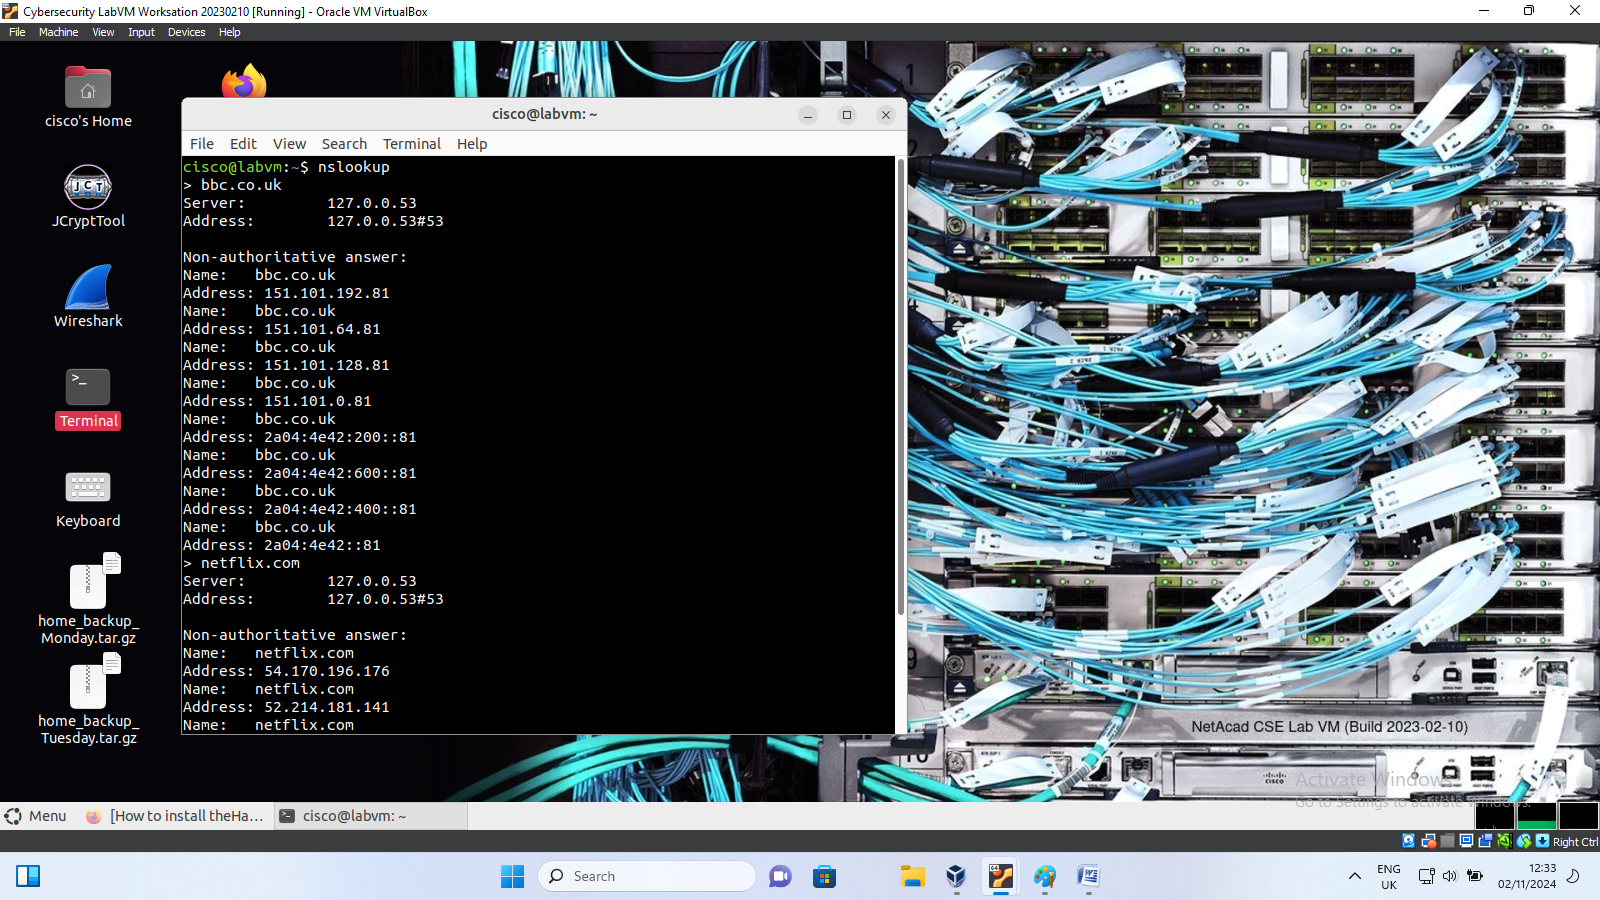 Cybersecurity LabVM Worksation 20230210 [Running] - Oracle VM VirtualBox
File Machine View Input Devices Help
cisco's Home
JCryptTool
Wireshark
Terminal
Keyboard
home_backup_
Monday.tar.gz
home_backup_
Tuesday.tar.gz
cisco@labvm: ~
File Edit View Search Terminal Help
cisco@labvm:~$ nslookup
> bbc.co.uk
Server: 127.0.0.53
Address: 127.0.0.53#53
Non-authoritative answer:
Name: bbc.co.uk
Address: 151.101.192.81
Name: bbc.co.uk
Address: 151.101.64.81
Name: bbc.co.uk
Address: 151.101.128.81
Name: bbc.co.uk
Address: 151.101.0.81
Name: bbc.co.uk
Address: 2a04:4e42:200::81
Name: bbc.co.uk
Address: 2a04:4e42:600::81
Name: bbc.co.uk
Address: 2a04:4e42:400::81
Name: bbc.co.uk
Address: 2a04:4e42::81
> netflix.com
Server: 127.0.0.53
Address: 127.0.0.53#53
Non-authoritative answer:
Name: netflix.com
Address: 54.170.196.176
Name: netflix.com
Address: 52.214.181.141
Name: netflix.com
NetAcad CSE Lab VM (Build 2023-02-10)
Activate Windows
Go to Settings to activate Windows.
Menu
[How to install theHa...
cisco@labvm: ~
Right Ctrl
Search
ENG
UK
12:33
02/11/2024